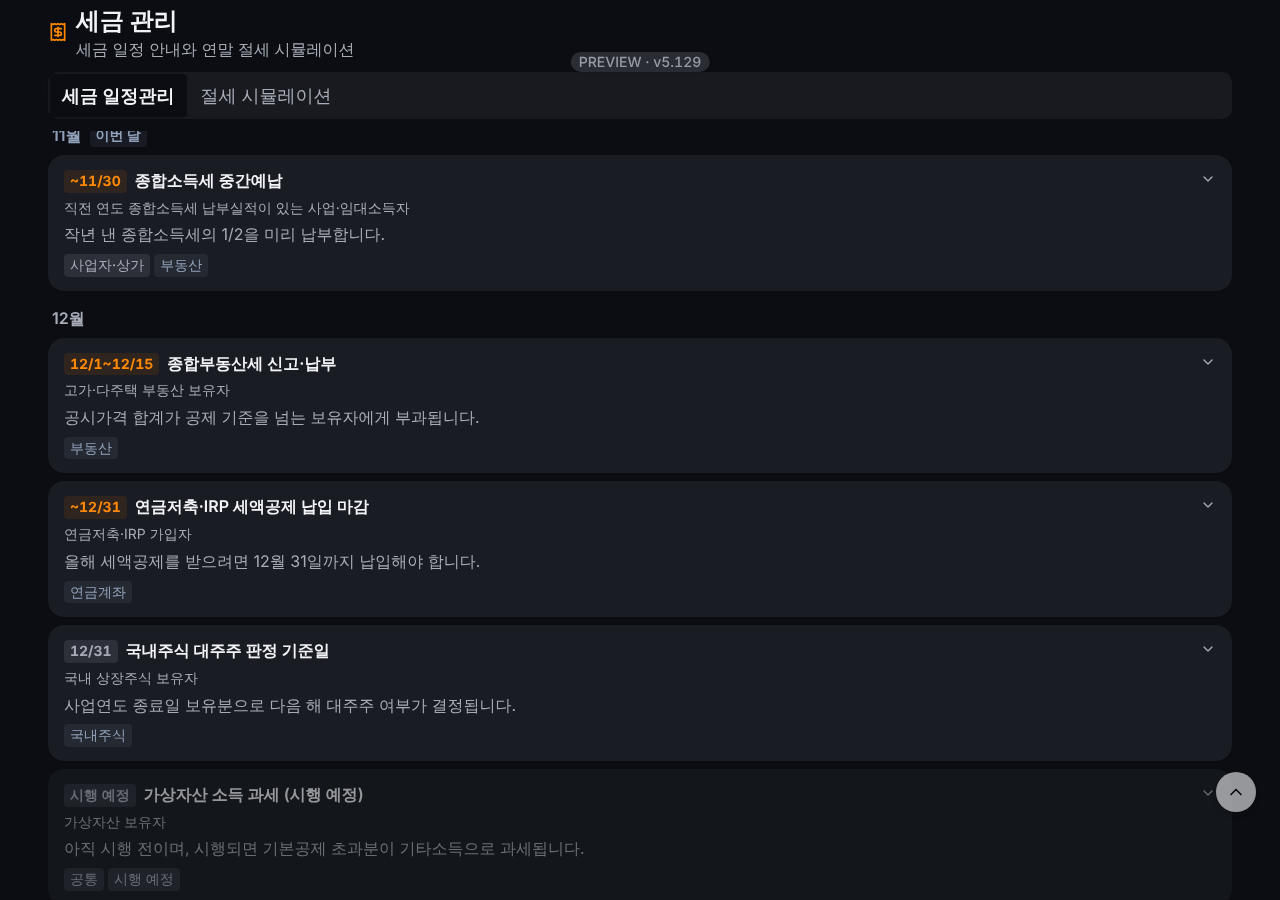 세금 관리
세금 일정 안내와 연말 절세 시뮬레이션
PREVIEW · v5.129
세금 일정관리 절세 시뮬레이션
11월 이번 달
~11/30 종합소득세 중간예납
직전 연도 종합소득세 납부실적이 있는 사업·임대소득자
작년 낸 종합소득세의 1/2을 미리 납부합니다.
사업자·상가 부동산
12월
12/1~12/15 종합부동산세 신고·납부
고가·다주택 부동산 보유자
공시가격 합계가 공제 기준을 넘는 보유자에게 부과됩니다.
부동산
~12/31 연금저축·IRP 세액공제 납입 마감
연금저축·IRP 가입자
올해 세액공제를 받으려면 12월 31일까지 납입해야 합니다.
연금계좌
12/31 국내주식 대주주 판정 기준일
국내 상장주식 보유자
사업연도 종료일 보유분으로 다음 해 대주주 여부가 결정됩니다.
국내주식
시행 예정 가상자산 소득 과세 (시행 예정)
가상자산 보유자
아직 시행 전이며, 시행되면 기본공제 초과분이 기타소득으로 과세됩니다.
공통 시행 예정